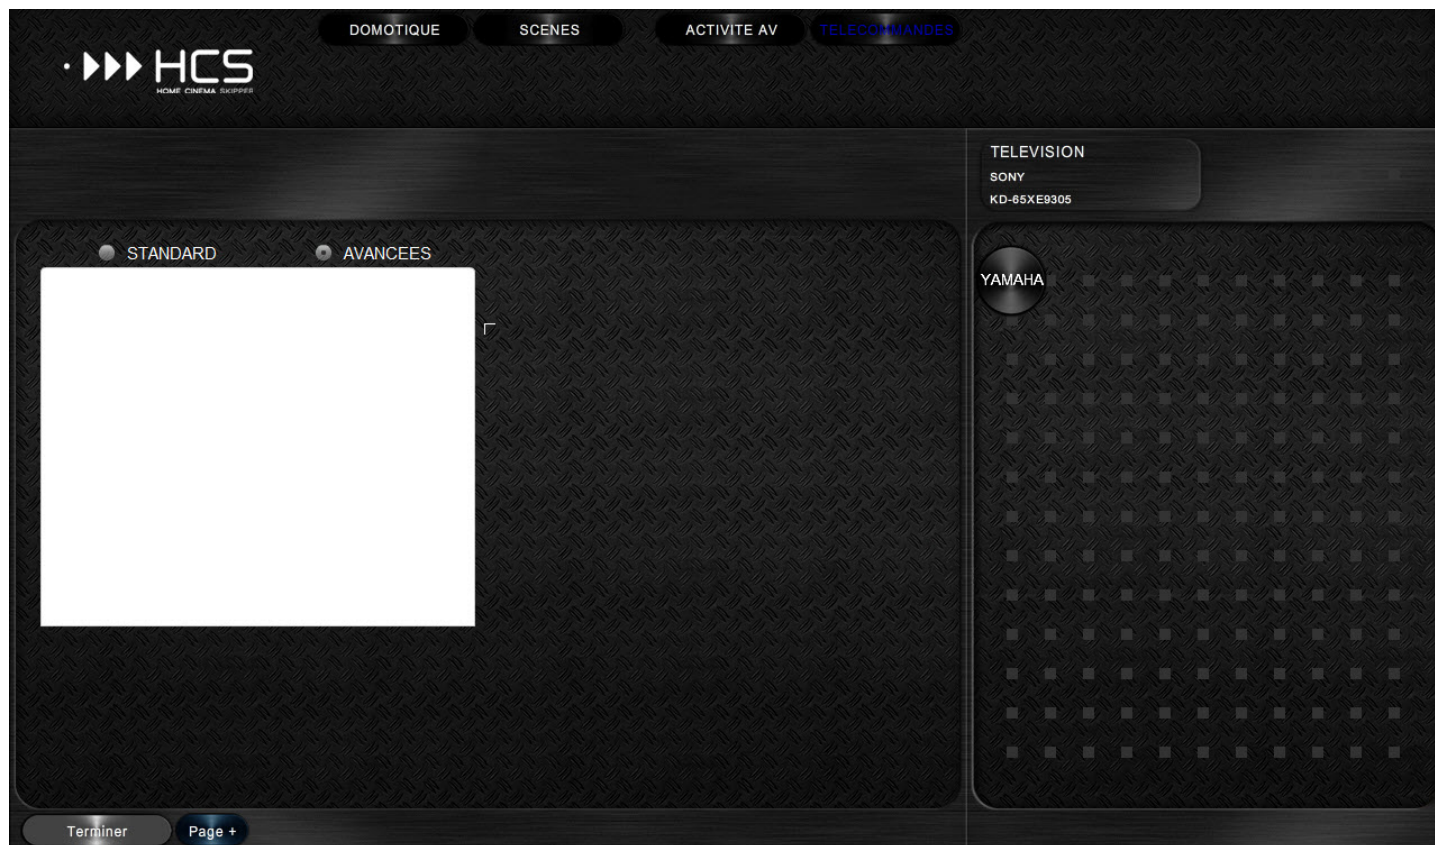 DOMOTIQUE
SCENES
ACTIVITE AV
TELECOMMANDES
HCS
HOME CINEMA SKIPPER
TELEVISION
SONY
KD-65XE9305
STANDARD
AVANCEES
YAMAHA
Terminer
Page +